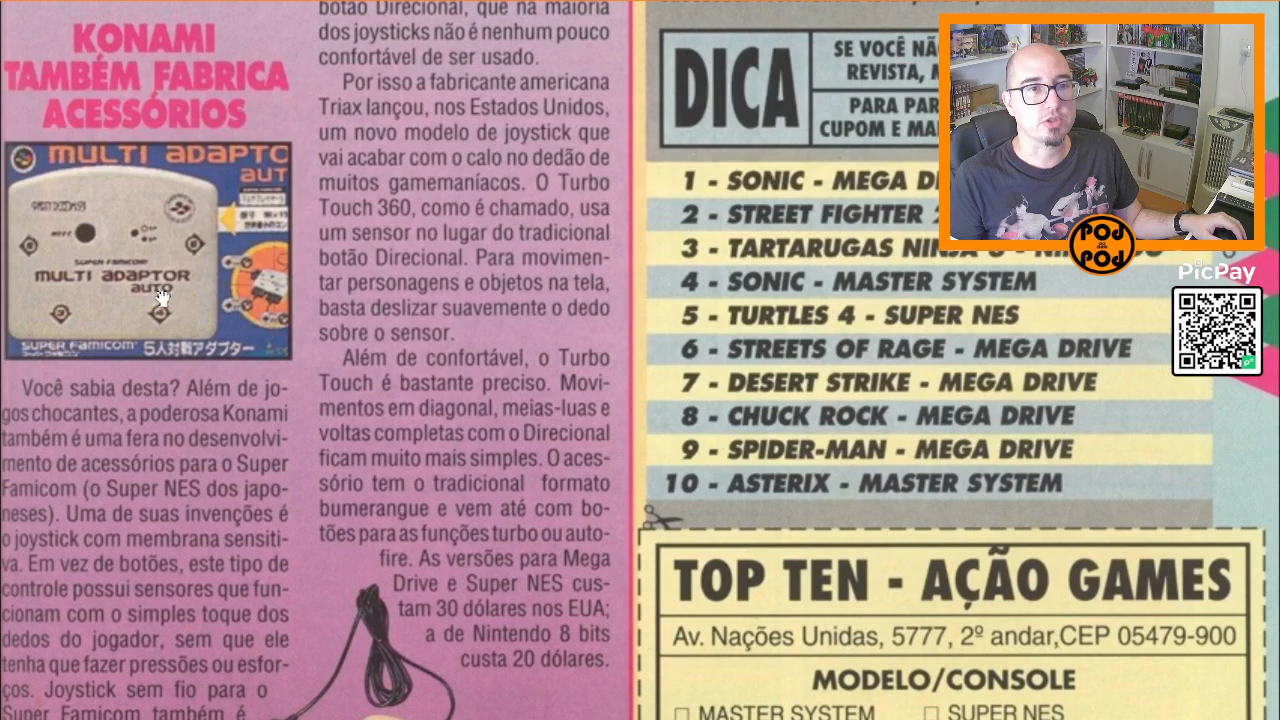 KONAMI
TAMBÉM FABRICA
ACESSÓRIOS
MULTI ADAPTO
AUT
SUPER FAMICOM
MULTI ADAPTOR
AUTO
SUPER FAMICOM
5人対戦アダプター
Você sabia desta? Além de jo-
gos chocantes, a poderosa Konami
também é uma fera no desenvolvi-
mento de acessórios para o Super
Famicom (o Super NES dos japo-
neses). Uma de suas invenções é
o joystick com membrana sensiti-
va. Em vez de botões, este tipo de
controle possui sensores que fun-
cionam com o simples toque dos
dedos do jogador, sem que ele
tenha que fazer pressões ou esfor-
ços. Joystick sem fio para o
Super Famicom também é
botão Direcional, que na maioria
dos joysticks não é nenhum pouco
confortável de ser usado.
Por isso a fabricante americana
Triax lançou, nos Estados Unidos,
um novo modelo de joystick que
vai acabar com o calo no dedão de
muitos gamemaníacos. O Turbo
Touch 360, como é chamado, usa
um sensor no lugar do tradicional
botão Direcional. Para movimen-
tar personagens e objetos na tela,
basta deslizar suavemente o dedo
sobre o sensor.
Além de confortável, o Turbo
Touch é bastante preciso. Movi-
mentos em diagonal, meias-luas e
voltas completas com o Direcional
ficam muito mais simples. O aces-
sório tem o tradicional formato
bumerangue e vem até com bo-
tões para as funções turbo ou auto-
fire. As versões para Mega
Drive e Super NES cus-
tam 30 dólares nos EUA;
a de Nintendo 8 bits
custa 20 dólares.
DICA
SE VOCÊ NÃ
REVISTA, M
PARA PAR
CUPOM E MA
1 - SONIC - MEGA D
2 - STREET FIGHTER
3 - TARTARUGAS NIN
4 - SONIC - MASTER SYSTEM
5 - TURTLES 4 - SUPER NES
6 - STREETS OF RAGE - MEGA DRIVE
7 - DESERT STRIKE - MEGA DRIVE
8 - CHUCK ROCK - MEGA DRIVE
9 - SPIDER-MAN - MEGA DRIVE
10 - ASTERIX - MASTER SYSTEM
TOP TEN - AÇÃO GAMES
Av. Nações Unidas, 5777, 2º andar,CEP 05479-900
MODELO/CONSOLE
□ MASTER SYSTEM □ SUPER NES
POD
OU NÃO
POD
PicPay